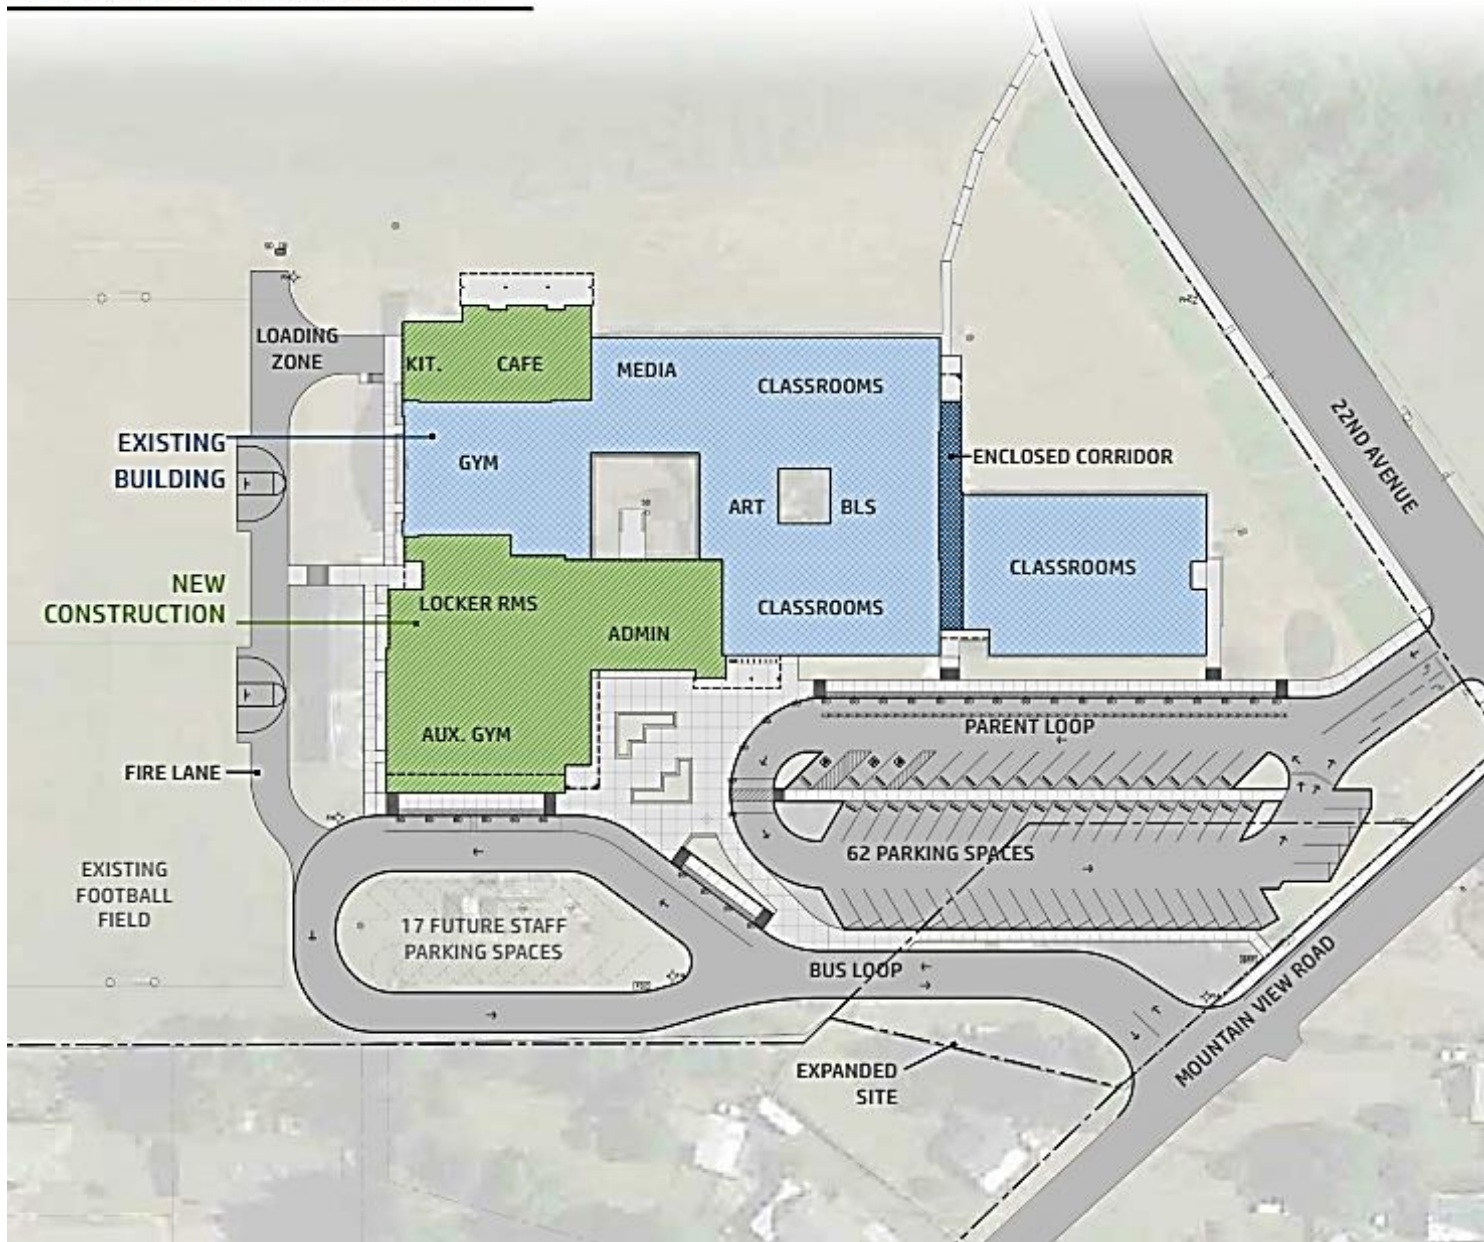 LOADING
ZONE
KIT.
CAFE
MEDIA
CLASSROOMS
EXISTING
BUILDING
GYM
ENCLOSED CORRIDOR
22ND AVENUE
ART
BLS
CLASSROOMS
NEW
CONSTRUCTION
LOCKER RMS
ADMIN
CLASSROOMS
AUX. GYM
PARENT LOOP
FIRE LANE
62 PARKING SPACES
EXISTING
FOOTBALL
FIELD
17 FUTURE STAFF
PARKING SPACES
BUS LOOP
MOUNTAIN VIEW ROAD
EXPANDED
SITE